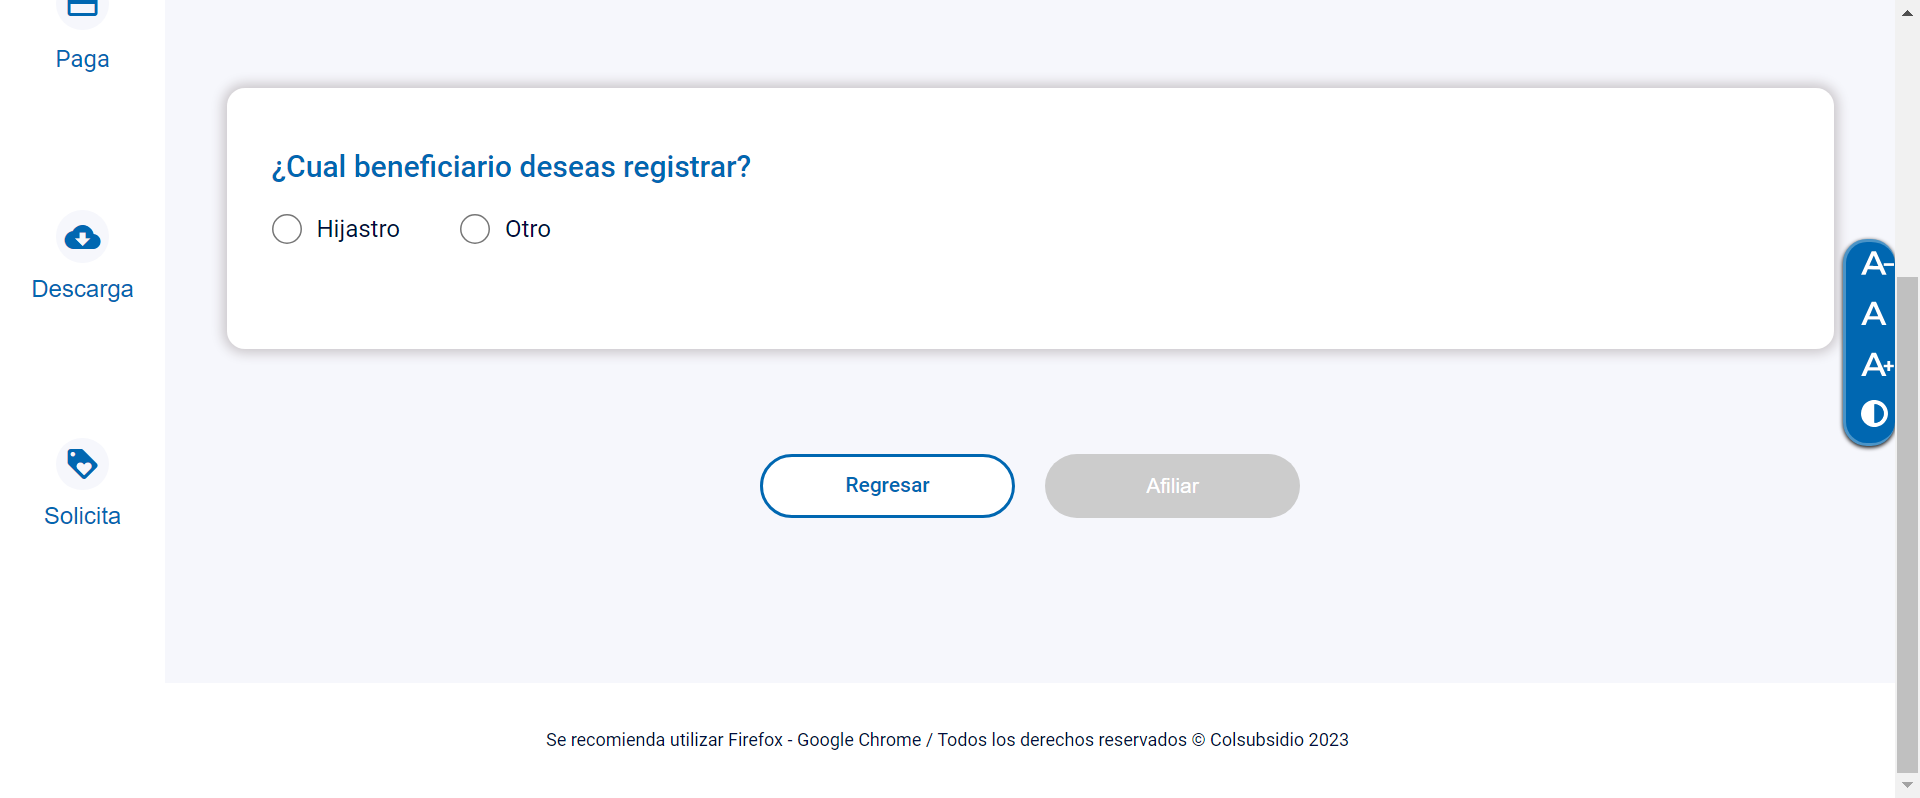 Paga
Descarga
Solicita
¿Cual beneficiario deseas registrar?
Hijastro Otro
A-
A
A+
Regresar Afiliar
Se recomienda utilizar Firefox - Google Chrome / Todos los derechos reservados © Colsubsidio 2023